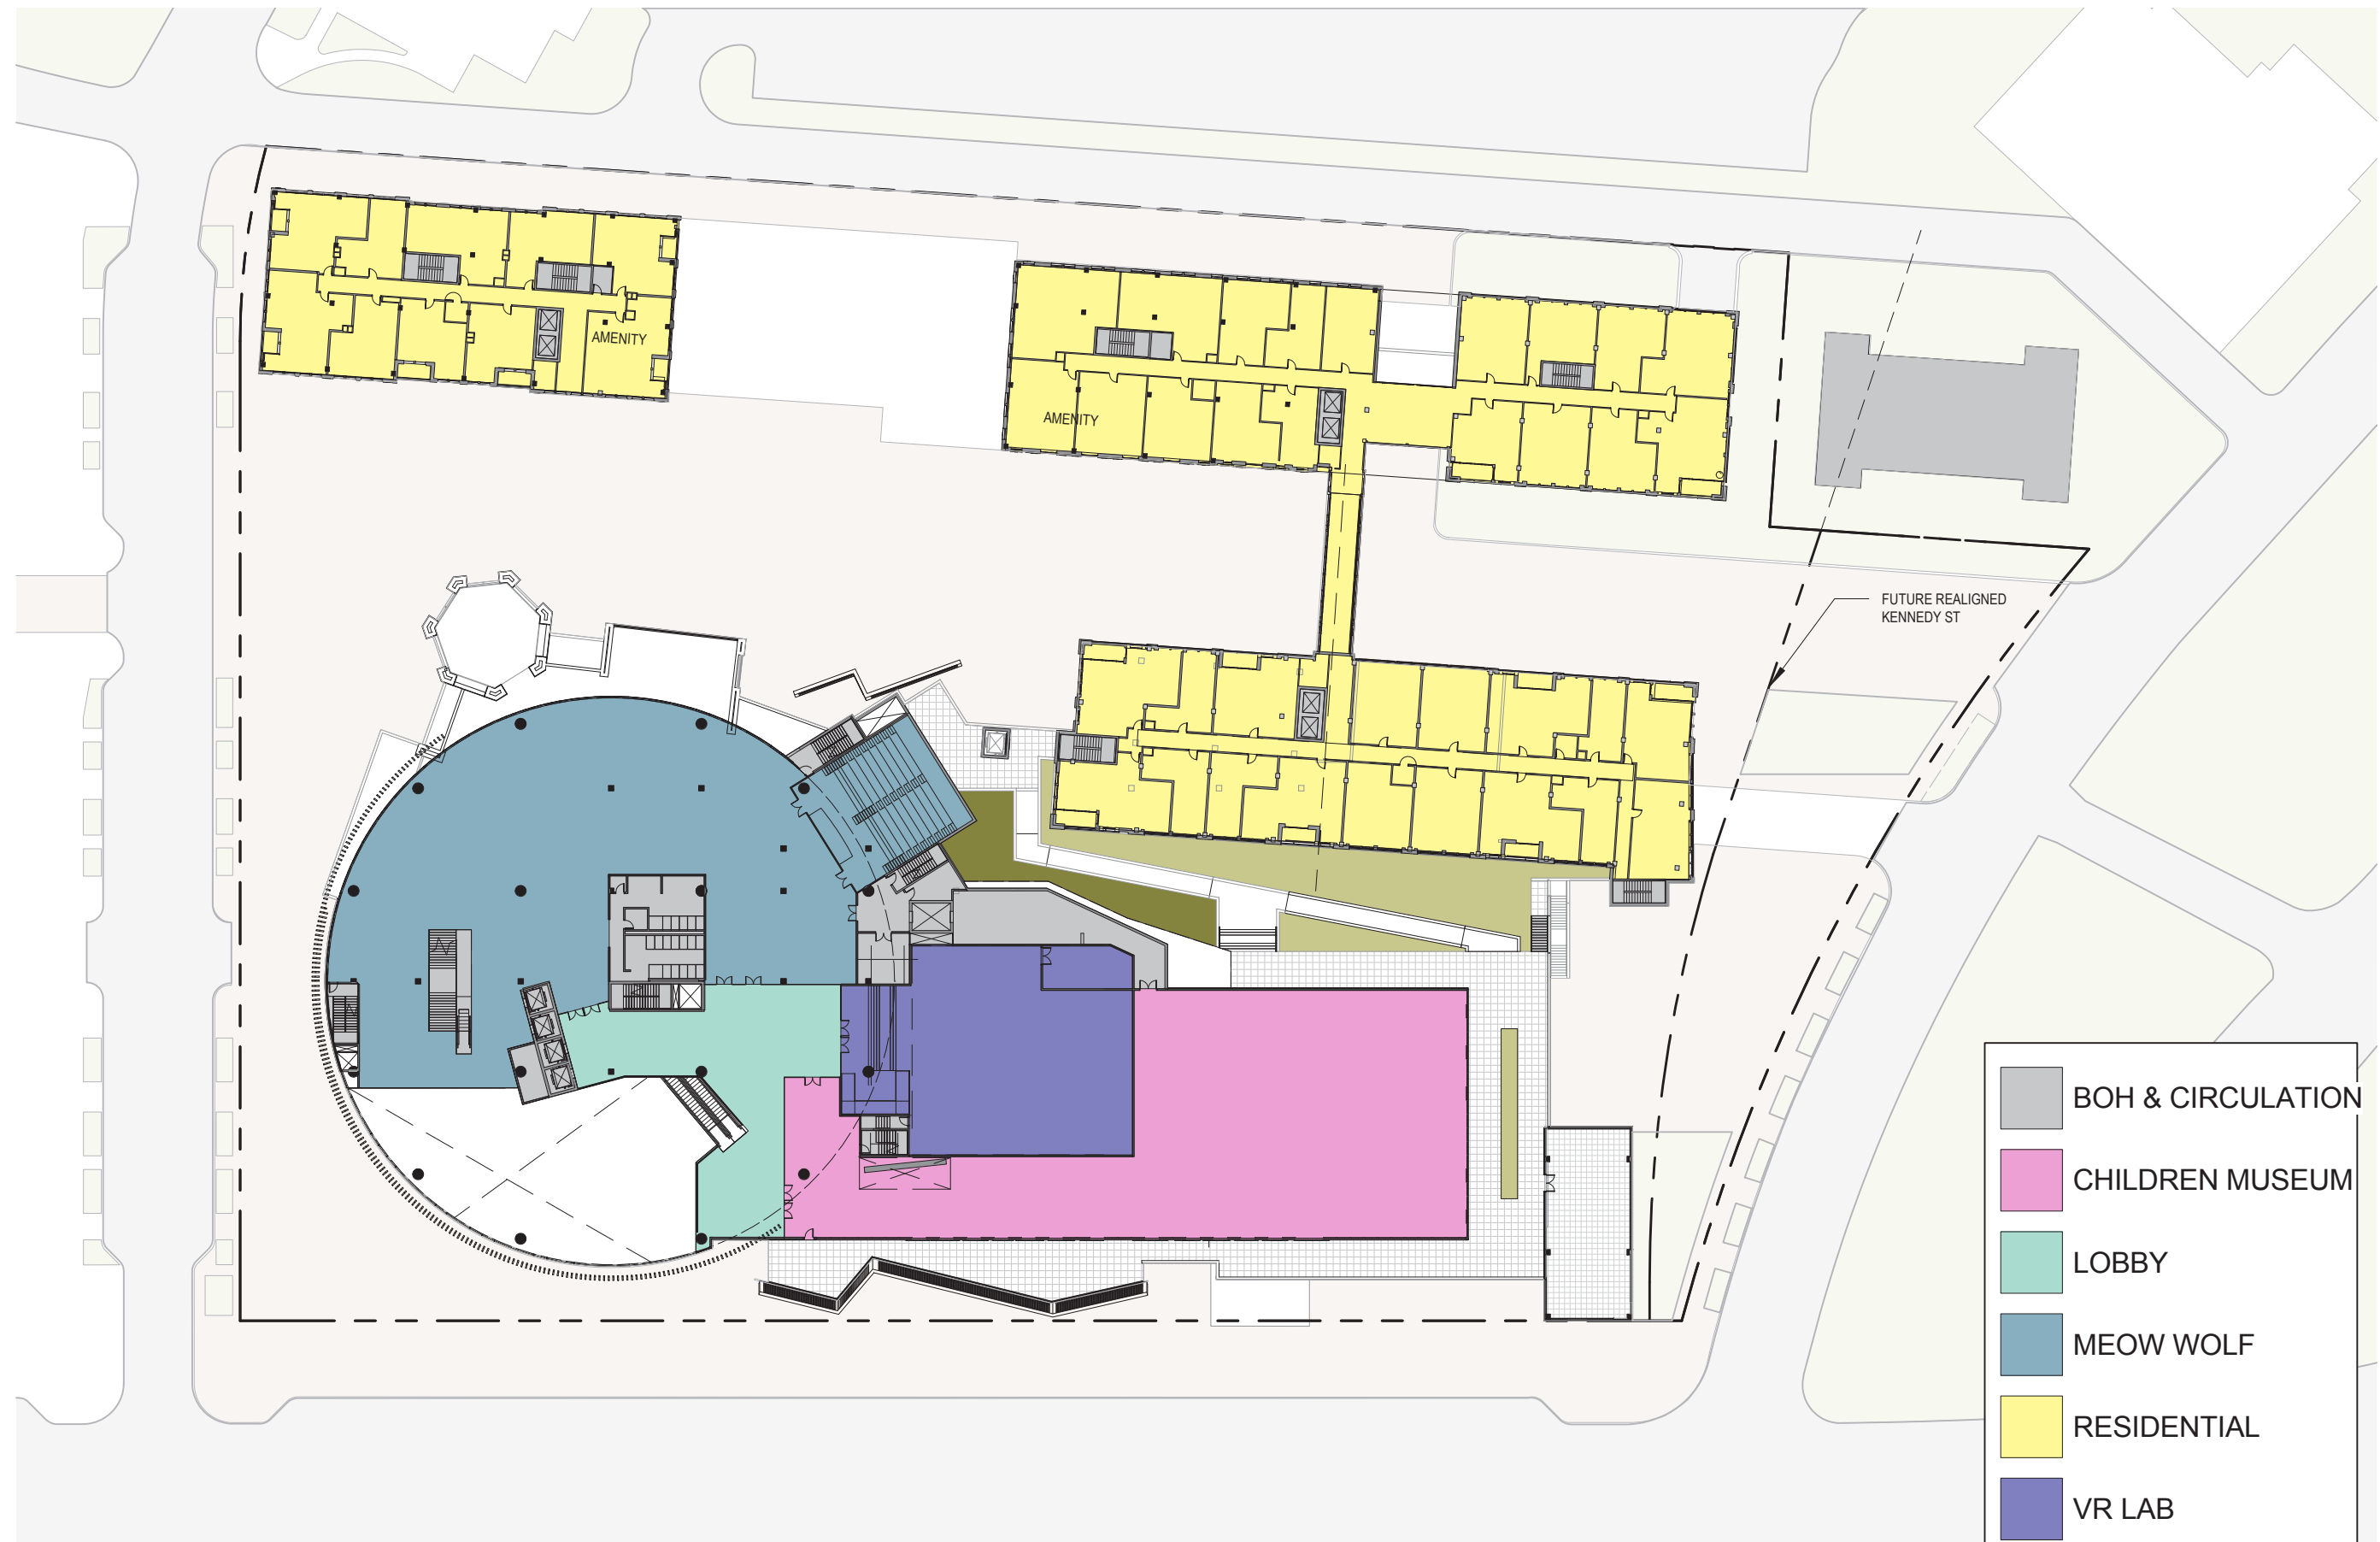 AMENITY
AMENITY
FUTURE REALIGNED
KENNEDY ST
BOH & CIRCULATION
CHILDREN MUSEUM
LOBBY
MEOW WOLF
RESIDENTIAL
VR LAB